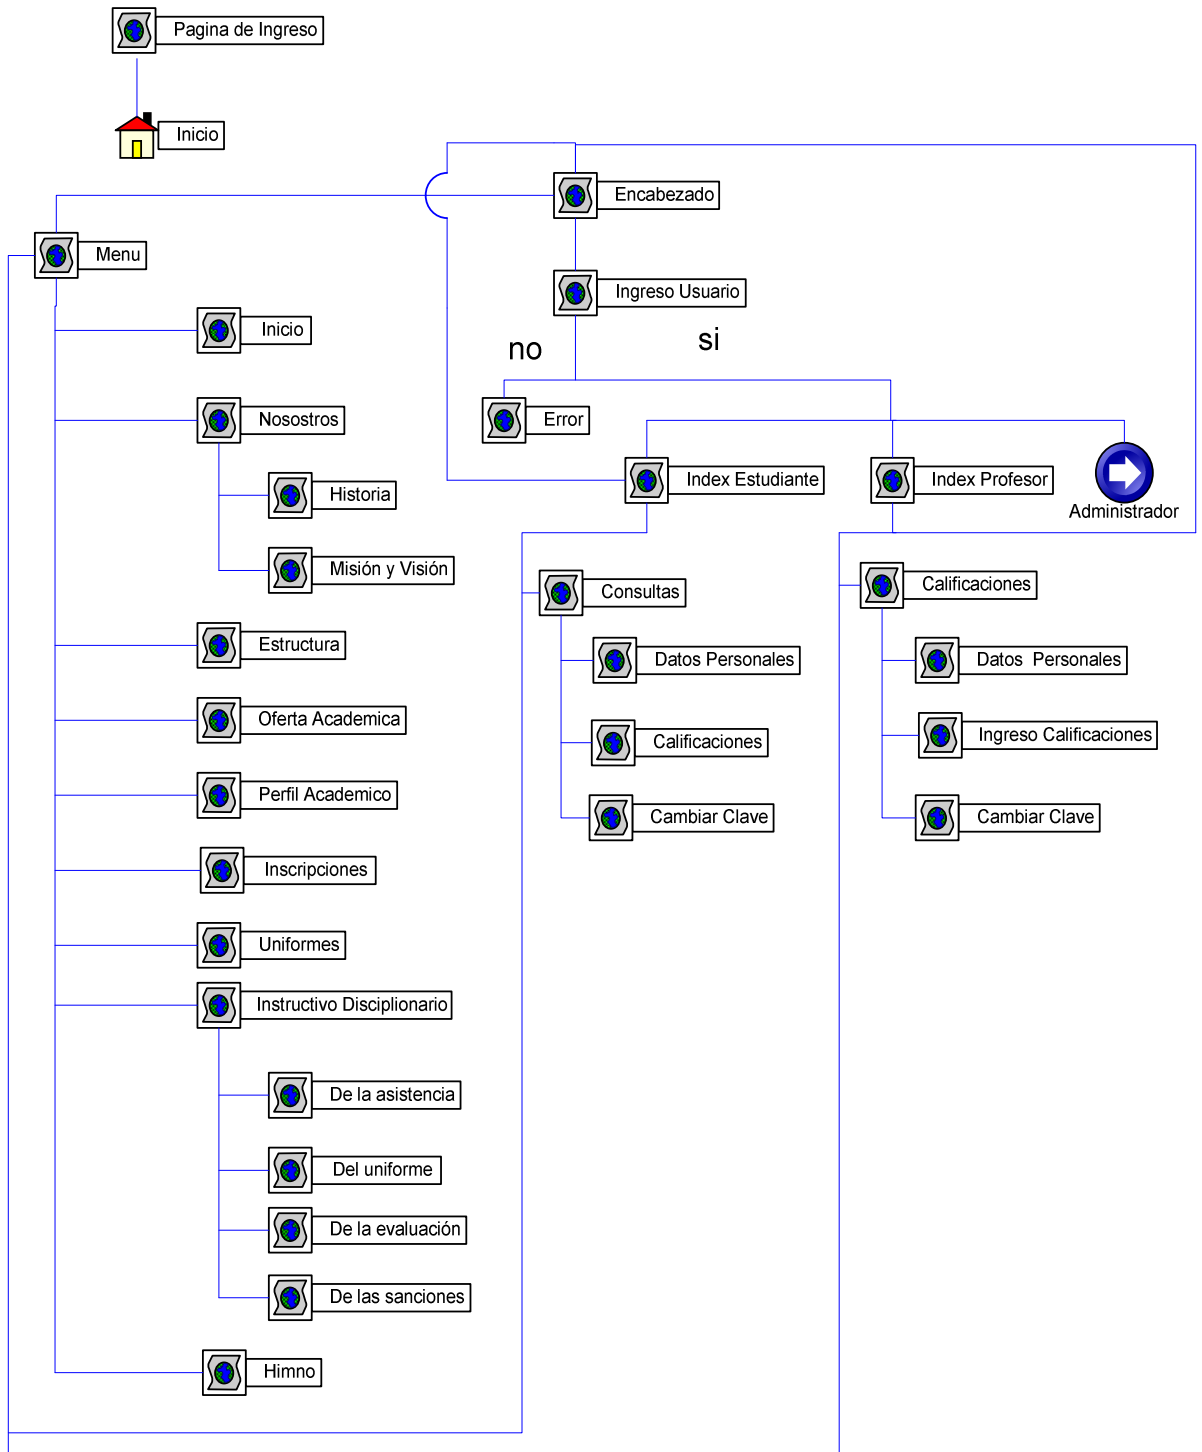 Pagina de Ingreso
Inicio
Encabezado
Menu
Ingreso Usuario
Inicio
no
si
Nosostros
Error
Historia
Index Estudiante
Index Profesor
Administrador
Misión y Visión
Consultas
Calificaciones
Estructura
Datos Personales
Datos Personales
Oferta Academica
Calificaciones
Ingreso Calificaciones
Perfil Academico
Cambiar Clave
Cambiar Clave
Inscripciones
Uniformes
Instructivo Disciplionario
De la asistencia
Del uniforme
De la evaluación
De las sanciones
Himno